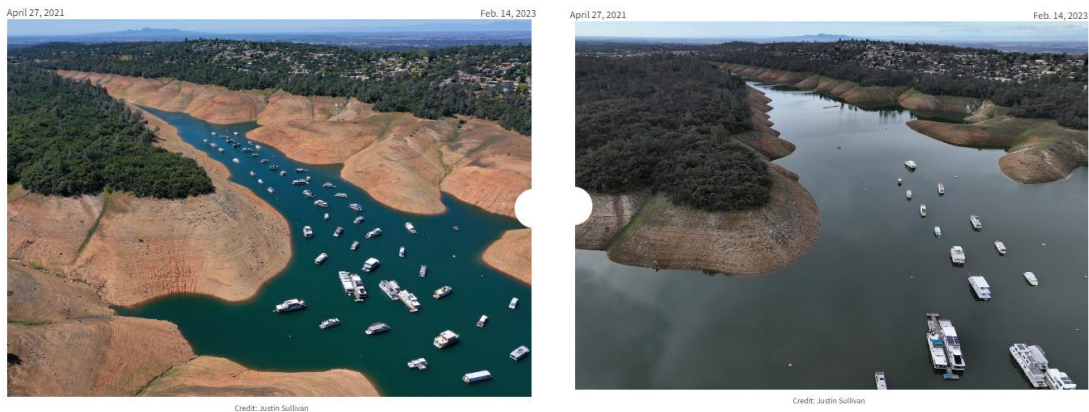 April 27, 2021
Feb. 14, 2023
April 27, 2021
Feb. 14, 2023
Credit: Justin Sullivan
Credit: Justin Sullivan